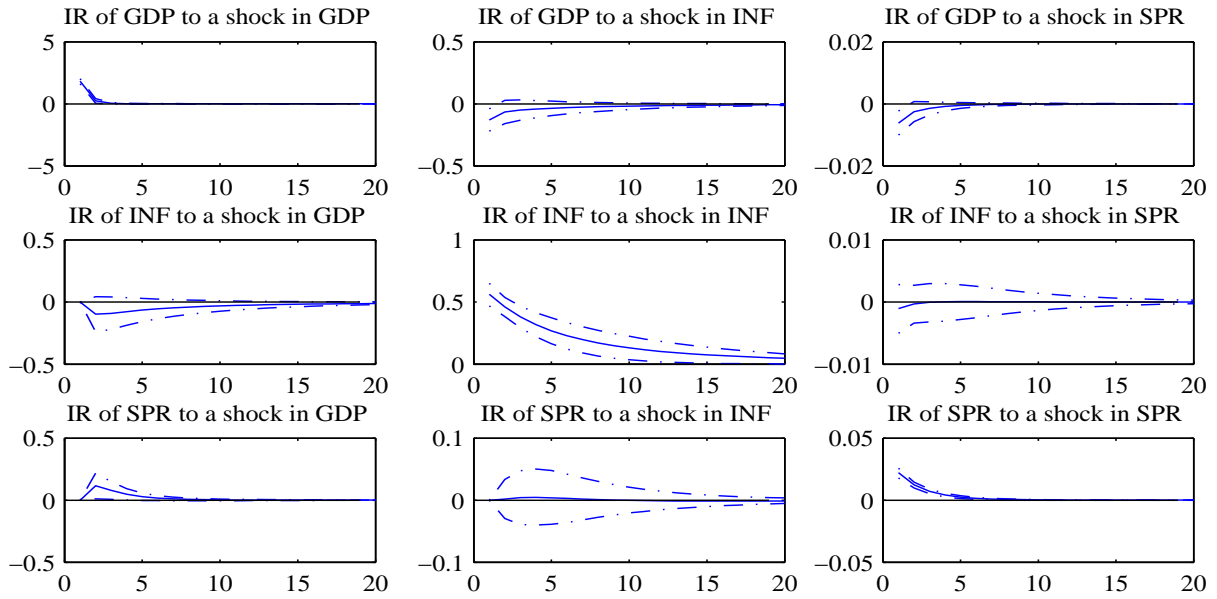 IR of GDP to a shock in GDP
5
0
−5
0 5 10 15 20
IR of GDP to a shock in INF
0.5
0
−0.5
0 5 10 15 20
IR of GDP to a shock in SPR
0.02
0
−0.02
0 5 10 15 20
IR of INF to a shock in GDP
0.5
0
−0.5
0 5 10 15 20
IR of INF to a shock in INF
1
0.5
0
0 5 10 15 20
IR of INF to a shock in SPR
0.01
0
−0.01
0 5 10 15 20
IR of SPR to a shock in GDP
0.5
0
−0.5
0 5 10 15 20
IR of SPR to a shock in INF
0.1
0
−0.1
0 5 10 15 20
IR of SPR to a shock in SPR
0.05
0
−0.05
0 5 10 15 20